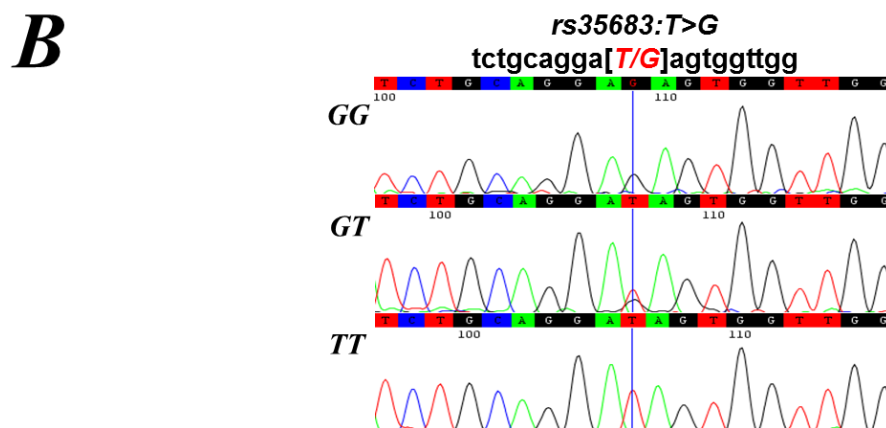 B
rs35683:T>G
tctgcagga[T/G]agtggttgg
T C T G C A G G A G A G T G G T T G G
100 110
GG
T C T G C A G G A T A G T G G T T G G
100 110
GT
T C T G C A G G A T A G T G G T T G G
100 110
TT